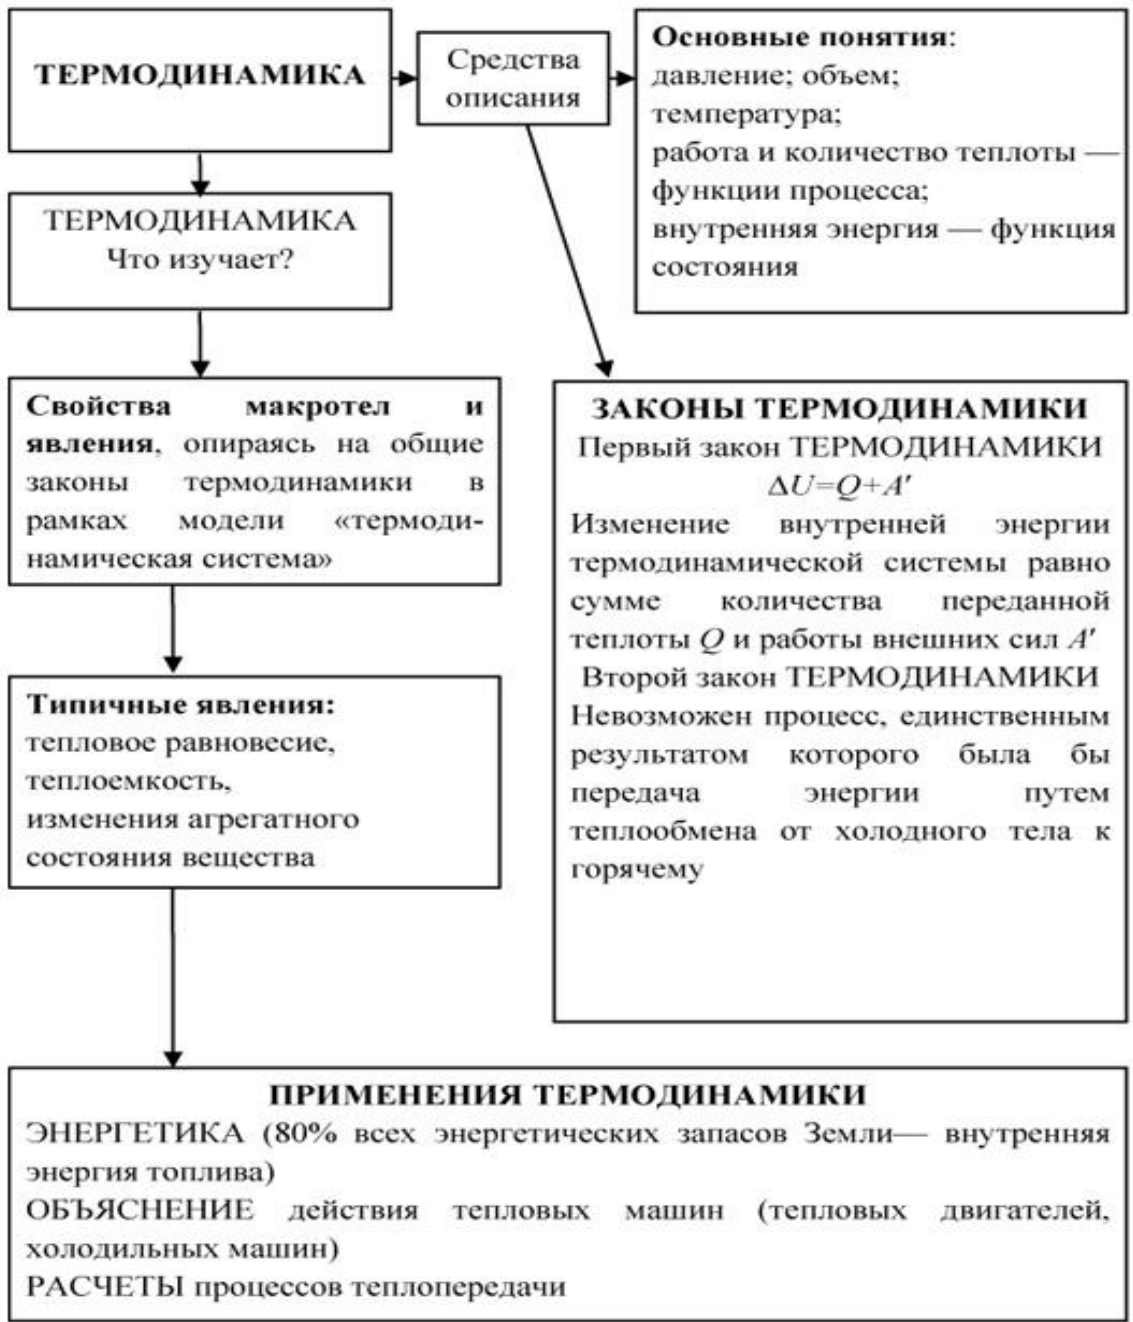 ТЕРМОДИНАМИКА
Средства
описания
Основные понятия:
давление; объем;
температура;
работа и количество теплоты —
функции процесса;
внутренняя энергия — функция
состояния
ТЕРМОДИНАМИКА
Что изучает?
Свойства макротел и
явления, опираясь на общие
законы термодинамики в
рамках модели «термоди-
намическая система»
ЗАКОНЫ ТЕРМОДИНАМИКИ
Первый закон ТЕРМОДИНАМИКИ
ΔU=Q+A′
Изменение внутренней энергии
термодинамической системы равно
сумме количества переданной
теплоты Q и работы внешних сил A′
Второй закон ТЕРМОДИНАМИКИ
Невозможен процесс, единственным
результатом которого была бы
передача энергии путем
теплообмена от холодного тела к
горячему
Типичные явления:
тепловое равновесие,
теплоемкость,
изменения агрегатного
состояния вещества
ПРИМЕНЕНИЯ ТЕРМОДИНАМИКИ
ЭНЕРГЕТИКА (80% всех энергетических запасов Земли— внутренняя
энергия топлива)
ОБЪЯСНЕНИЕ действия тепловых машин (тепловых двигателей,
холодильных машин)
РАСЧЕТЫ процессов теплопередачи